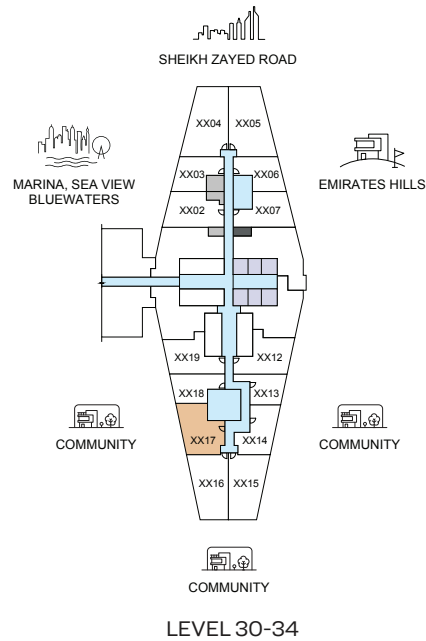 SHEIKH ZAYED ROAD
XX04
XX05
MARINA, SEA VIEW
BLUEWATERS
EMIRATES HILLS
XX03
XX06
XX02
XX07
XX19
XX12
XX18
XX13
COMMUNITY
COMMUNITY
XX17
XX14
XX16
XX15
COMMUNITY
LEVEL 30-34